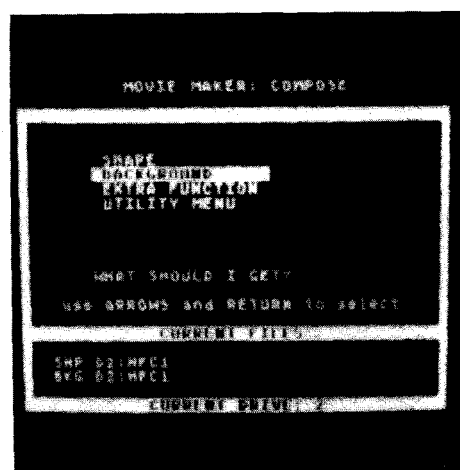 MOVIE MAKER: COMPOSE
SHAPE
BACKGROUND
EXTRA FUNCTION
UTILITY MENU
WHAT SHOULD I GET?
use ARROWS and RETURN to select
CURRENT FILES
SHP D2:MFC1
BKG D2:MFC1
CURRENT DRIVE: 2